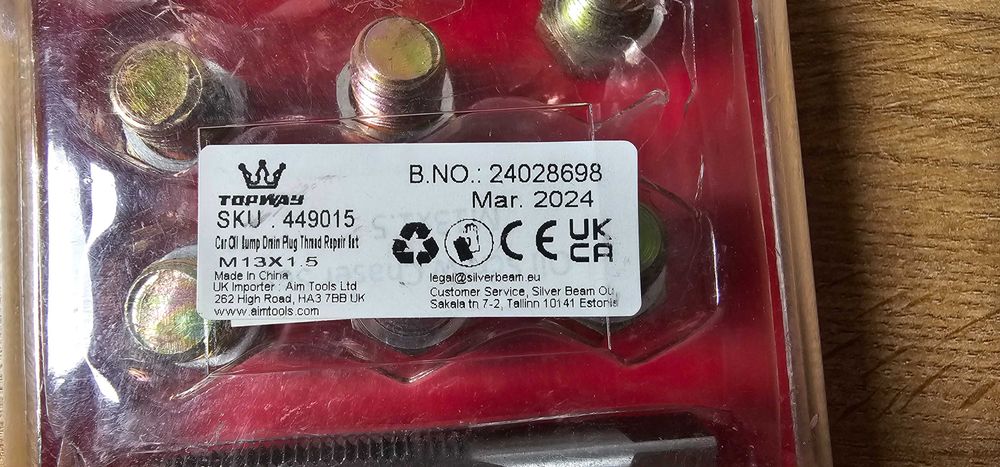 TOPWAY
SKU : 449015
Car Oil Sump Drain Plug Thread Repair Set
M13X1.5
Made In China
UK Importer : Aim Tools Ltd
262 High Road, HA3 7BB UK
www.aimtools.com
B.NO.: 24028698
Mar. 2024
CE
UK
CA
legal@silverbeam.eu
Customer Service, Silver Beam Ou,
Sakala tn 7-2, Tallinn 10141 Estonia